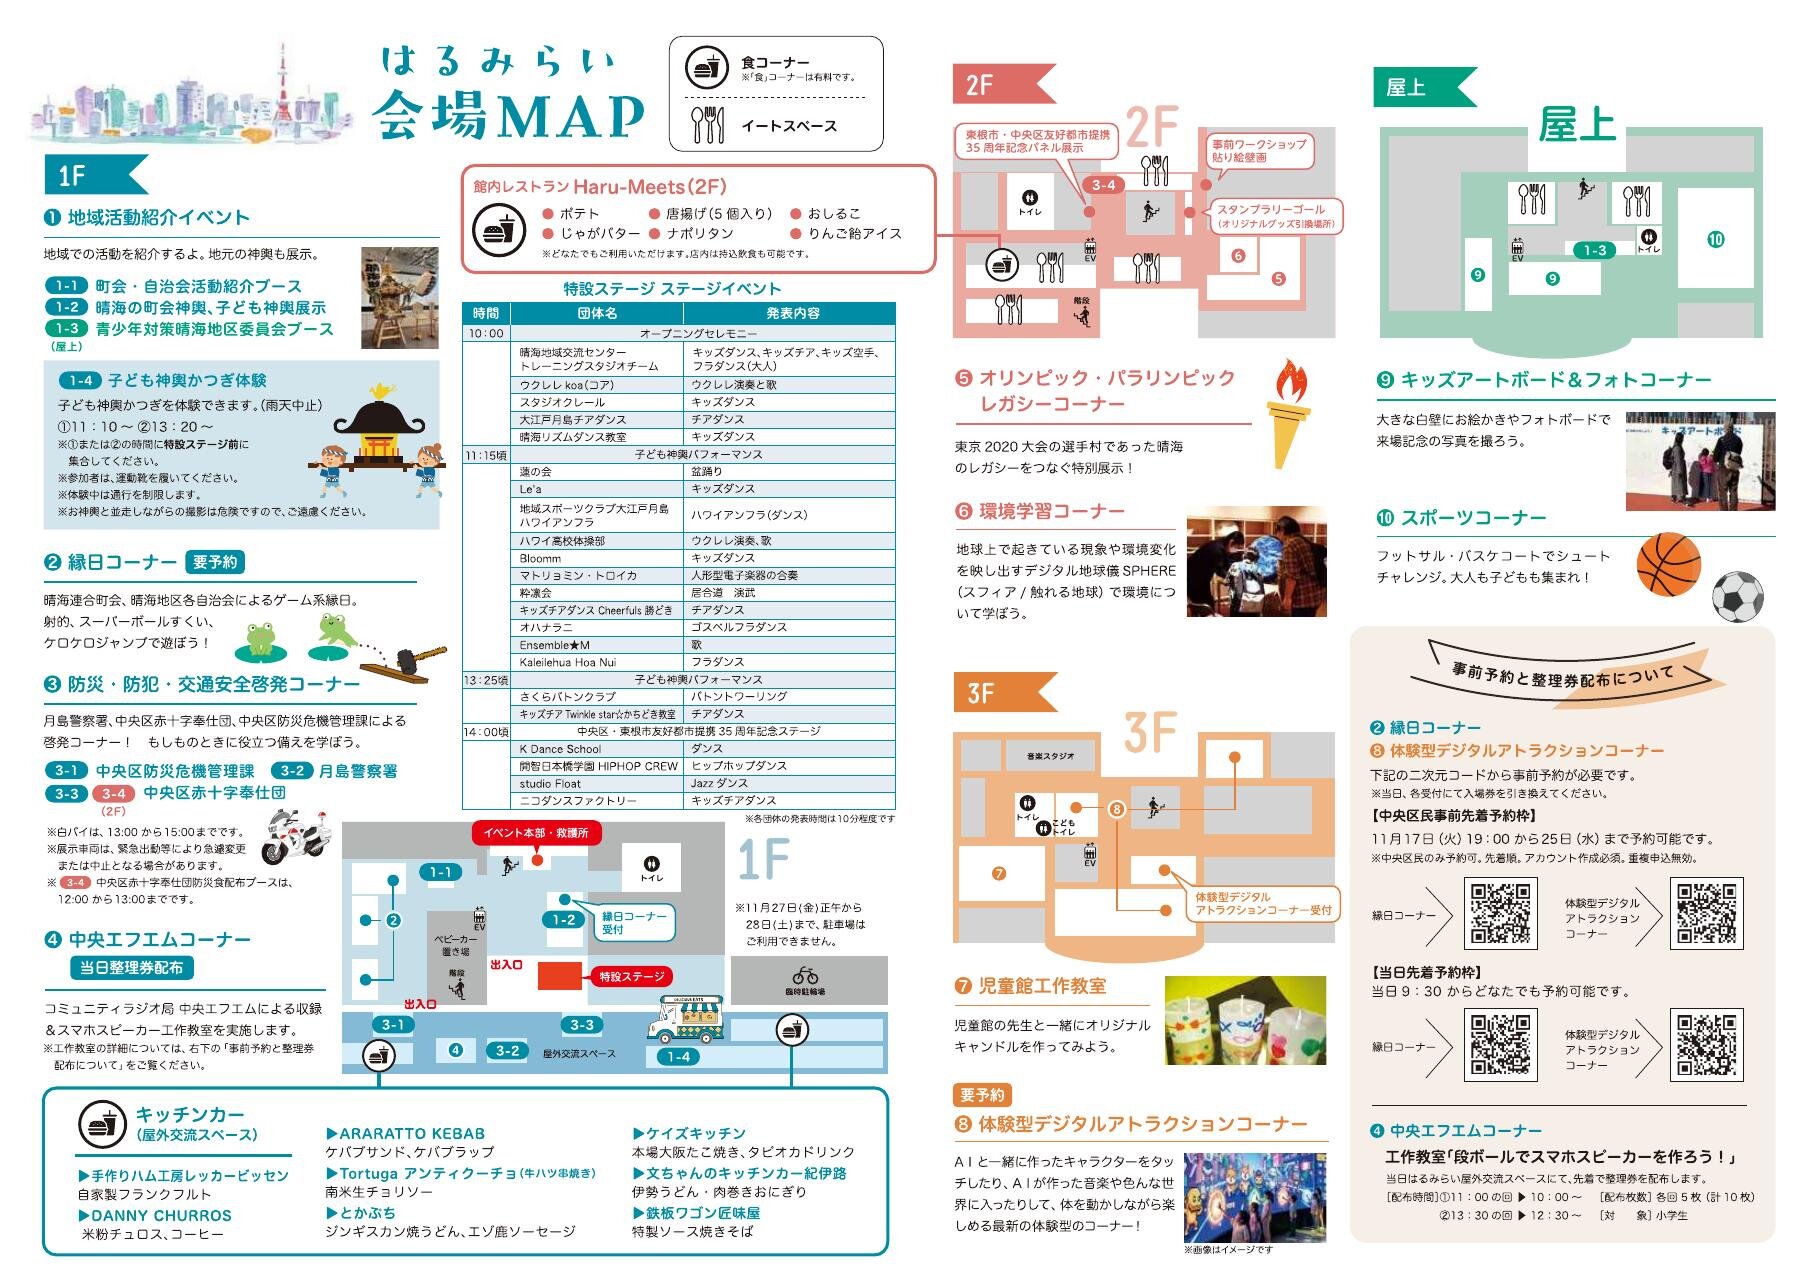 はるみらい
会場MAP
食コーナー
※「食」コーナーは有料です。
イートスペース
1F
❶ 地域活動紹介イベント
地域での活動を紹介するよ。地元の神輿も展示。
1-1 町会・自治会活動紹介ブース
1-2 晴海の町会神輿、子ども神輿展示
1-3 青少年対策晴海地区委員会ブース
(屋上)
1-4 子ども神輿かつぎ体験
子ども神輿かつぎを体験できます。(雨天中止)
①11：10～ ②13：20～
※①または②の時間に特設ステージ前に
集合してください。
※参加者は、運動靴を履いてください。
※体験中は通行を制限します。
※お神輿と並走しながらの撮影は危険ですので、ご遠慮ください。
❷ 縁日コーナー 要予約
晴海連合町会、晴海地区各自治会によるゲーム系縁日。
射的、スーパーボールすくい、
ケロケロジャンプで遊ぼう！
❸ 防災・防犯・交通安全啓発コーナー
月島警察署、中央区赤十字奉仕団、中央区防災危機管理課による
啓発コーナー！ もしものときに役立つ備えを学ぼう。
3-1 中央区防災危機管理課 3-2 月島警察署
3-3 3-4 中央区赤十字奉仕団
(2F)
※白バイは、13:00 から15:00までです。
※展示車両は、緊急出動等により急遽変更
または中止となる場合があります。
※ 3-4 中央区赤十字奉仕団防災食配布ブースは、
12:00 から13:00までです。
❹ 中央エフエムコーナー
当日整理券配布
コミュニティラジオ局 中央エフエムによる収録
＆スマホスピーカー工作教室を実施します。
※工作教室の詳細については、右下の「事前予約と整理券
配布について」をご覧ください。
館内レストラン Haru-Meets(2F)
● ポテト ● 唐揚げ(5個入り) ● おしるこ
● じゃがバター ● ナポリタン ● りんご飴アイス
※どなたでもご利用いただけます。店内は持込飲食も可能です。
特設ステージ ステージイベント
時間 団体名 発表内容
10：00 オープニングセレモニー
晴海地域交流センター
トレーニングスタジオチーム
キッズダンス、キッズチア、キッズ空手、
フラダンス(大人)
ウクレレ koa(コア) ウクレレ演奏と歌
スタジオクレール キッズダンス
大江戸月島チアダンス チアダンス
晴海リズムダンス教室 キッズダンス
11：15頃 子ども神輿パフォーマンス
蓮の会 盆踊り
Le'a キッズダンス
地域スポーツクラブ大江戸月島
ハワイアンフラ
ハワイアンフラ(ダンス)
ハワイ高校体操部 ウクレレ演奏、歌
Bloomm キッズダンス
マトリョミン・トロイカ 人形型電子楽器の合奏
粋凛会 居合道 演武
キッズチアダンス Cheerfuls 勝どき チアダンス
オハナラニ ゴスペルフラダンス
Ensemble★M 歌
Kaleilehua Hoa Nui フラダンス
13：25頃 子ども神輿パフォーマンス
さくらバトンクラブ バトントワーリング
キッズチア Twinkle star☆かちどき教室 チアダンス
14：00頃 中央区・東根市友好都市提携 35 周年記念ステージ
K Dance School ダンス
開智日本橋学園 HIPHOP CREW ヒップホップダンス
studio Float Jazz ダンス
ニコダンスファクトリー キッズチアダンス
※各団体の発表時間は10分程度です
イベント本部・救護所
1F
1-1
トイレ
2
1-2
縁日コーナー
受付
EV
ベビーカー
置き場
階段
出入口
特設ステージ
出入口
※11月27日(金)正午から
28日(土)まで、駐車場は
ご利用できません。
臨時駐輪場
DELICIOUS EATS
3-1
3-3
4
3-2
屋外交流スペース
1-4
キッチンカー
(屋外交流スペース)
▶手作りハム工房レッカービッセン
自家製フランクフルト
▶DANNY CHURROS
米粉チュロス、コーヒー
▶ARARATTO KEBAB
ケバブサンド、ケバブラップ
▶Tortuga アンティクーチョ(牛ハツ串焼き)
南米生チョリソー
▶とかぷち
ジンギスカン焼うどん、エゾ鹿ソーセージ
▶ケイズキッチン
本場大阪たこ焼き、タピオカドリンク
▶文ちゃんのキッチンカー紀伊路
伊勢うどん・肉巻きおにぎり
▶鉄板ワゴン匠味屋
特製ソース焼きそば
2F
2F
東根市・中央区友好都市提携
35 周年記念パネル展示
事前ワークショップ
貼り絵壁画
3-4
トイレ
スタンプラリーゴール
(オリジナルグッズ引換場所)
EV
6
5
階段
❺ オリンピック・パラリンピック
レガシーコーナー
東京 2020 大会の選手村であった晴海
のレガシーをつなぐ特別展示！
❻ 環境学習コーナー
地球上で起きている現象や環境変化
を映し出すデジタル地球儀 SPHERE
（スフィア / 触れる地球）で環境につ
いて学ぼう。
3F
3F
音楽スタジオ
トイレ
こども
トイレ
8
EV
7
体験型デジタル
アトラクションコーナー受付
❼ 児童館工作教室
児童館の先生と一緒にオリジナル
キャンドルを作ってみよう。
要予約
❽ 体験型デジタルアトラクションコーナー
AIと一緒に作ったキャラクターをタッ
チしたり、AIが作った音楽や色んな世
界に入ったりして、体を動かしながら楽
しめる最新の体験型のコーナー！
※画像はイメージです
屋上
屋上
EV
1-3
トイレ
10
9
9
❾ キッズアートボード＆フォトコーナー
大きな白壁にお絵かきやフォトボードで
来場記念の写真を撮ろう。
キッズアートボード
❿ スポーツコーナー
フットサル・バスケコートでシュート
チャレンジ。大人も子どもも集まれ！
事前予約と整理券配布について
❷ 縁日コーナー
❽ 体験型デジタルアトラクションコーナー
下記の二次元コードから事前予約が必要です。
※当日、各受付にて入場券を引き換えてください。
【中央区民事前先着予約枠】
11月17日（火）19：00 から25日（水）まで予約可能です。
※中央区民のみ予約可。先着順。アカウント作成必須。重複申込無効。
縁日コーナー
体験型デジタル
アトラクション
コーナー
【当日先着予約枠】
当日 9：30 からどなたでも予約可能です。
縁日コーナー
体験型デジタル
アトラクション
コーナー
❹ 中央エフエムコーナー
工作教室「段ボールでスマホスピーカーを作ろう！」
当日はるみらい屋外交流スペースにて、先着で整理券を配布します。
［配布時間］①11：00の回 ▶ 10：00～ ［配布枚数］各回 5 枚（計 10 枚）
②13：30の回 ▶ 12：30～ ［対 象］小学生